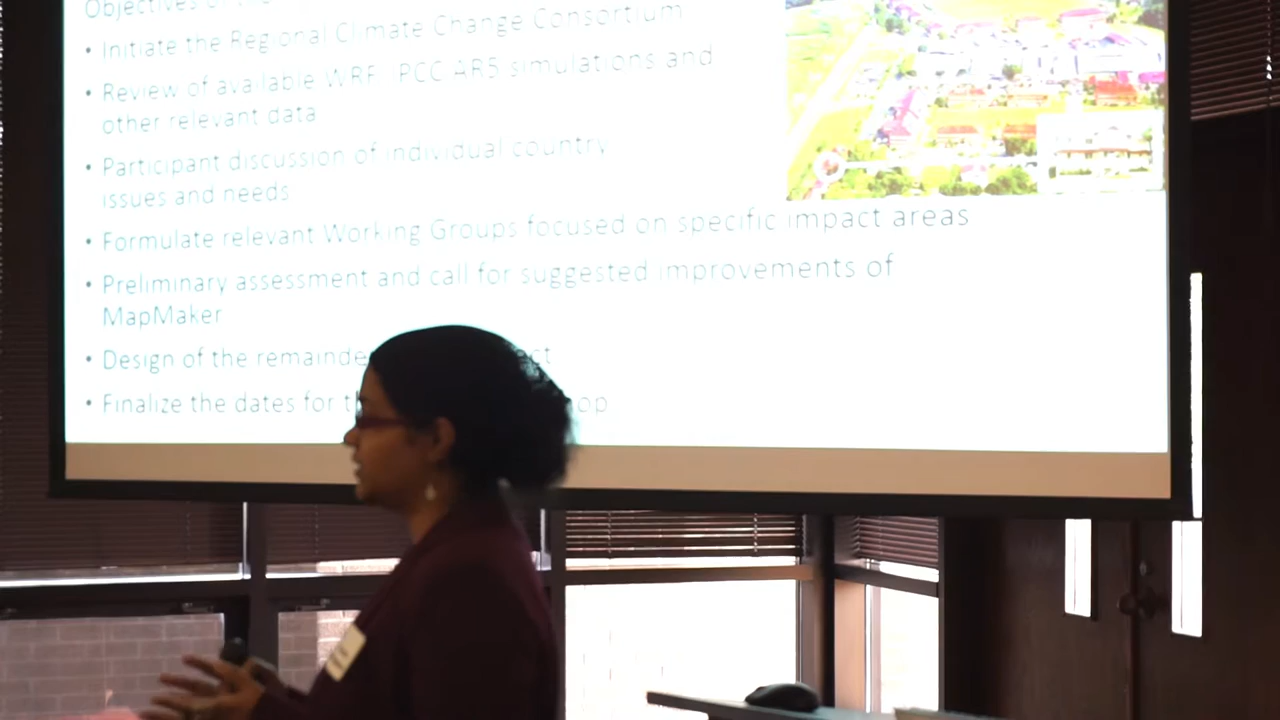 Objectives of
• Initiate the Regional Climate Change Consortium
• Review of available WRF IPCC AR5 simulations and
other relevant data
• Participant discussion of individual country
issues and needs
• Formulate relevant Working Groups focused on specific impact areas
• Preliminary assessment and call for suggested improvements of
MapMaker
• Design of the
• Finalize the dates for